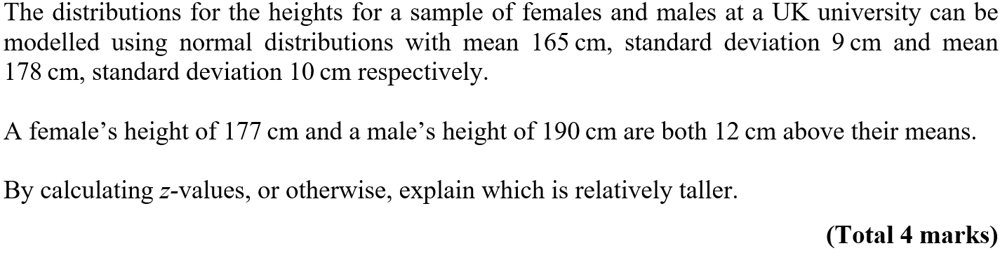 The distributions for the heights for a sample of females and males at a UK university can be
modelled using normal distributions with mean 165 cm, standard deviation 9 cm and mean
178 cm, standard deviation 10 cm respectively.
A female’s height of 177 cm and a male’s height of 190 cm are both 12 cm above their means.
By calculating z-values, or otherwise, explain which is relatively taller.
(Total 4 marks)